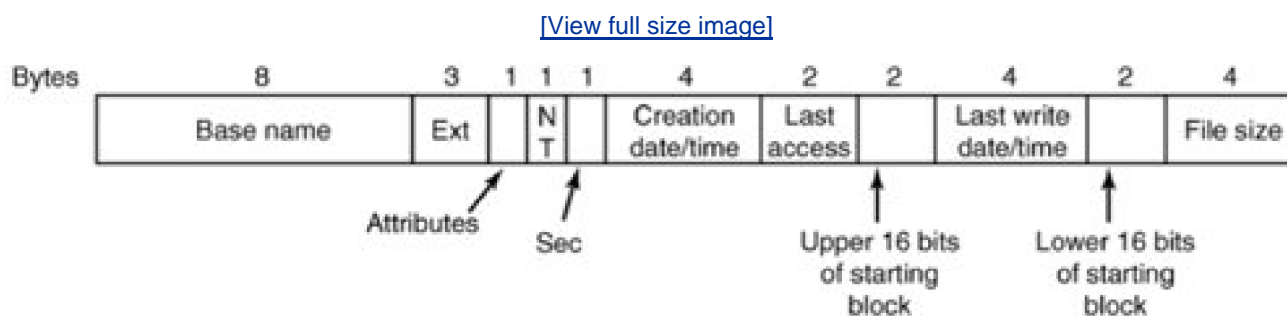 [View full size image]
Bytes 8 3 1 1 1 4 2 2 4 2 4
Base name Ext N T Creation date/time Last access Last write date/time File size
Attributes
Sec
Upper 16 bits of starting block
Lower 16 bits of starting block